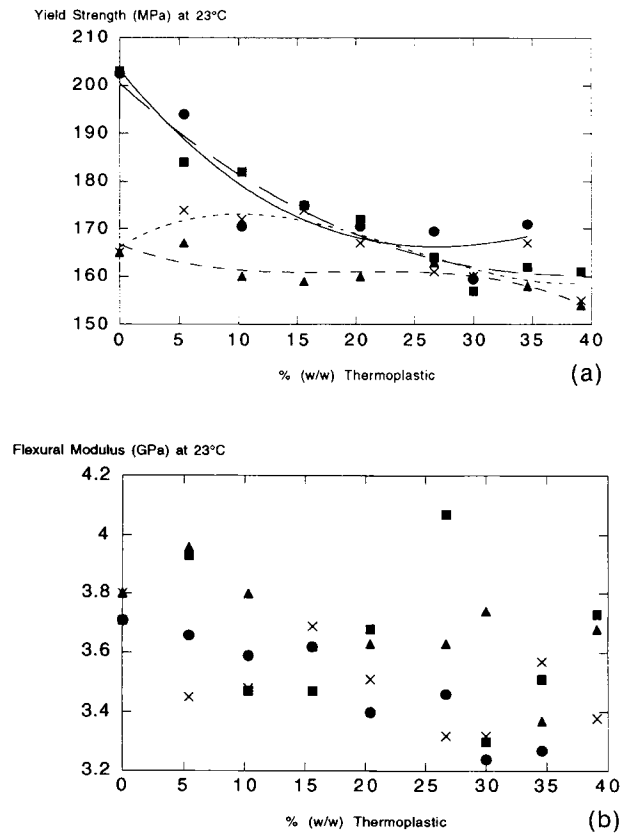 Yield Strength (MPa) at 23°C
210
200
190
180
170
160
150
0 5 10 15 20 25 30 35 40
% (w/w) Thermoplastic
(a)
Flexural Modulus (GPa) at 23°C
4.2
4
3.8
3.6
3.4
3.2
0 5 10 15 20 25 30 35 40
% (w/w) Thermoplastic
(b)